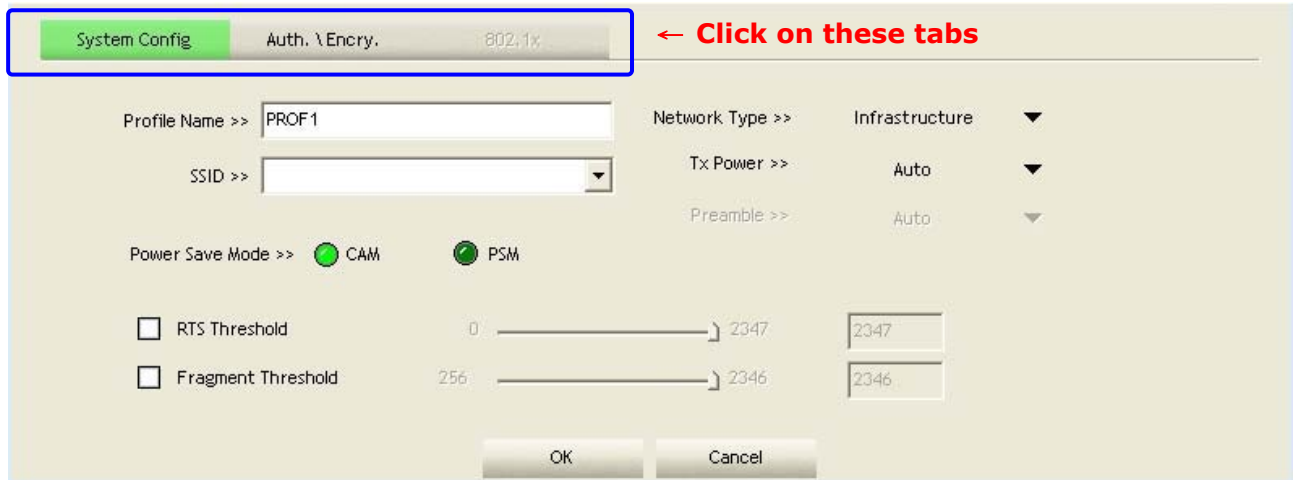 System Config Auth. \ Encry. 802.1x ← Click on these tabs
Profile Name >> PROF1 Network Type >> Infrastructure
SSID >> Tx Power >> Auto
Preamble >> Auto
Power Save Mode >> CAM PSM
RTS Threshold 0 2347 2347
Fragment Threshold 256 2346 2346
OK Cancel